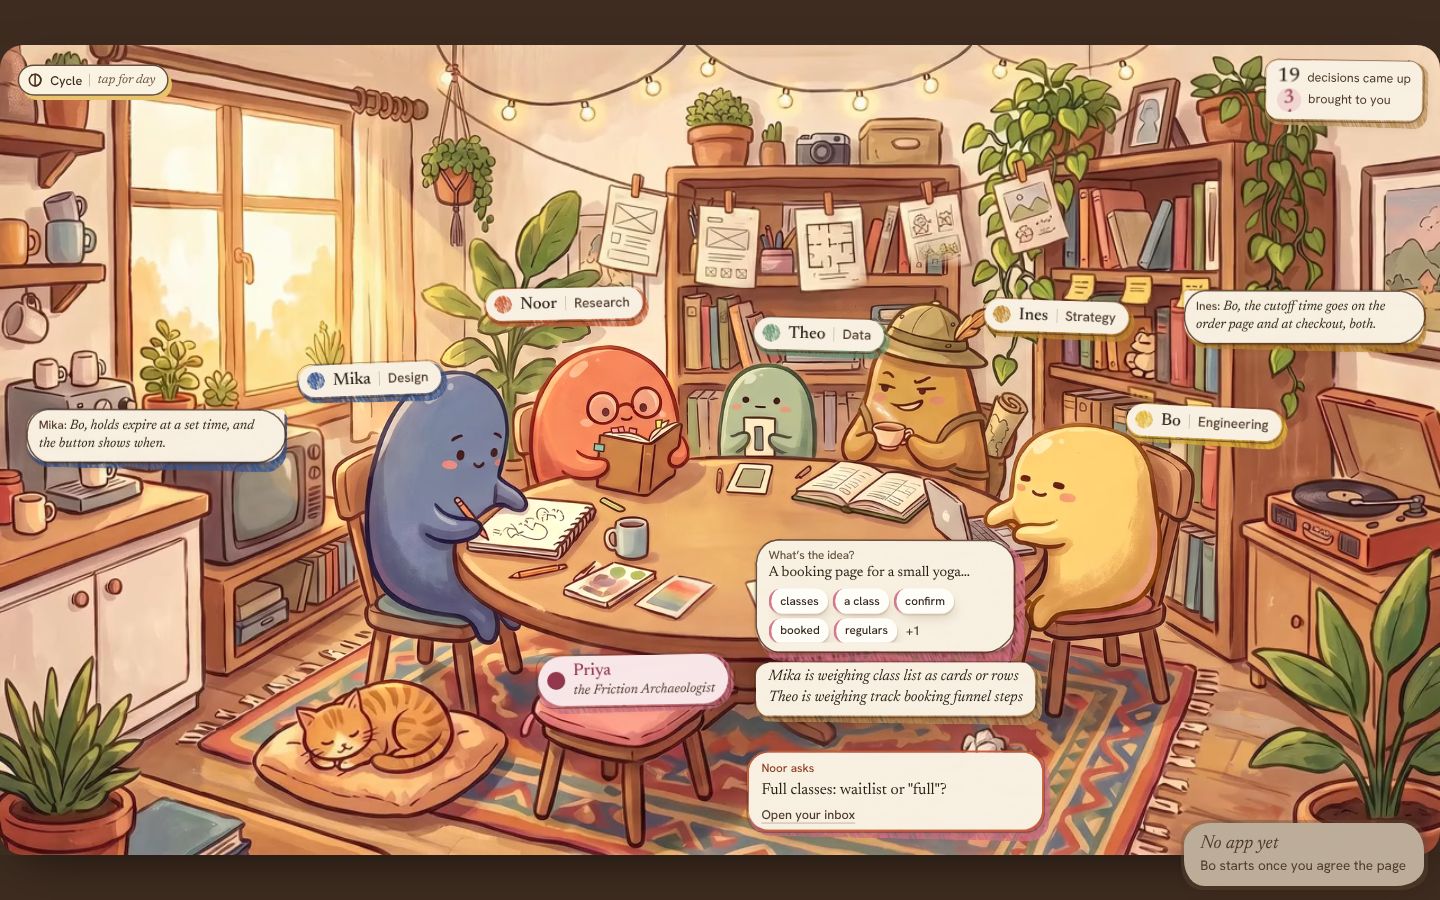 Cycle | tap for day
19 decisions came up
3 brought to you
Noor | Research
Ines | Strategy
Ines: Bo, the cutoff time goes on the
order page and at checkout, both.
Theo | Data
Mika | Design
Mika: Bo, holds expire at a set time, and
the button shows when.
Bo | Engineering
What's the idea?
A booking page for a small yoga...
classes a class confirm
booked regulars +1
Priya
the Friction Archaeologist
Mika is weighing class list as cards or rows
Theo is weighing track booking funnel steps
Noor asks
Full classes: waitlist or "full"?
Open your inbox
No app yet
Bo starts once you agree the page